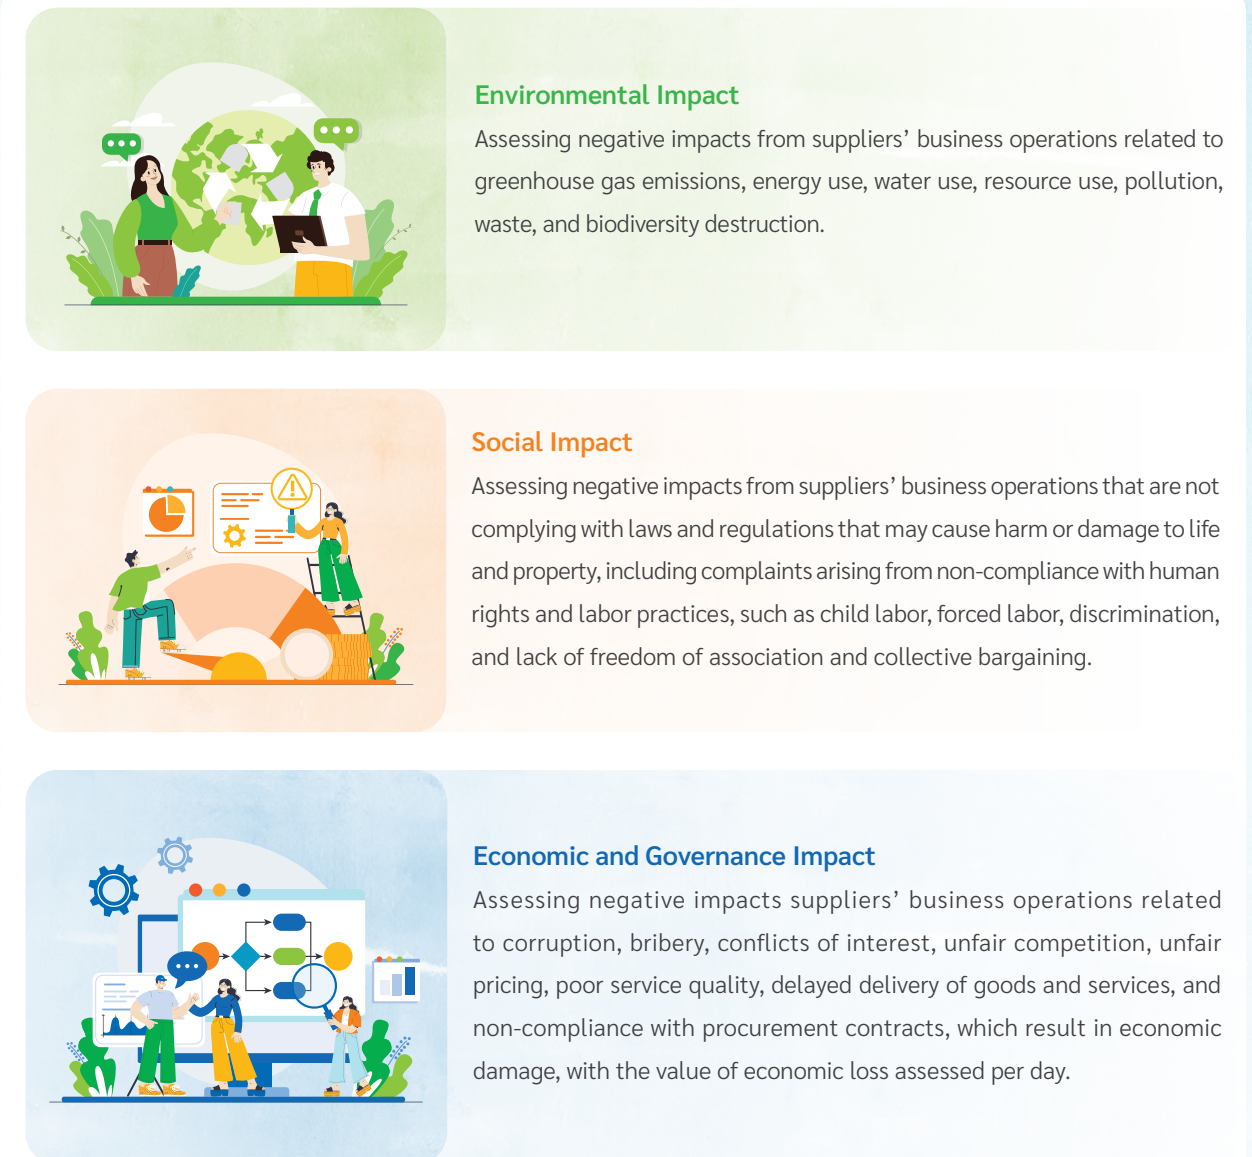 Environmental Impact
Assessing negative impacts from suppliers’ business operations related to
greenhouse gas emissions, energy use, water use, resource use, pollution,
waste, and biodiversity destruction.
Social Impact
Assessing negative impacts from suppliers’ business operations that are not
complying with laws and regulations that may cause harm or damage to life
and property, including complaints arising from non-compliance with human
rights and labor practices, such as child labor, forced labor, discrimination,
and lack of freedom of association and collective bargaining.
Economic and Governance Impact
Assessing negative impacts suppliers’ business operations related
to corruption, bribery, conflicts of interest, unfair competition, unfair
pricing, poor service quality, delayed delivery of goods and services, and
non-compliance with procurement contracts, which result in economic
damage, with the value of economic loss assessed per day.